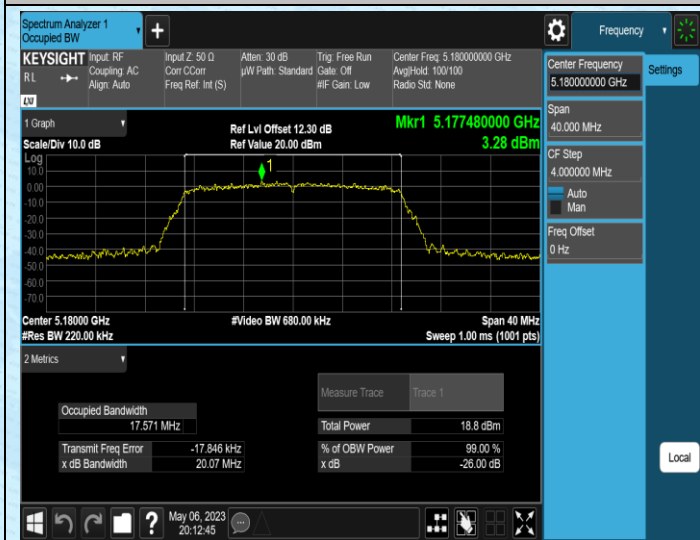 Spectrum Analyzer 1
Occupied BW
Frequency
KEYSIGHT
RL
LXI
Input: RF
Coupling: AC
Align: Auto
Input Z: 50 Ω
Corr CCorr
Freq Ref: Int (S)
Atten: 30 dB
µW Path: Standard
Trig: Free Run
Gate: Off
#IF Gain: Low
Center Freq: 5.180000000 GHz
Avg|Hold: 100/100
Radio Std: None
Center Frequency
5.180000000 GHz
Settings
Span
40.000 MHz
CF Step
4.000000 MHz
Auto
Man
Freq Offset
0 Hz
1 Graph
Scale/Div 10.0 dB
Ref Lvl Offset 12.30 dB
Ref Value 20.00 dBm
Mkr1 5.177480000 GHz
3.28 dBm
Log
10.0
0.00
-10.0
-20.0
-30.0
-40.0
-50.0
-60.0
-70.0
1
Center 5.18000 GHz
#Res BW 220.00 kHz
#Video BW 680.00 kHz
Span 40 MHz
Sweep 1.00 ms (1001 pts)
2 Metrics
Measure Trace
Trace 1
Occupied Bandwidth
17.571 MHz
Total Power
18.8 dBm
Transmit Freq Error
-17.846 kHz
% of OBW Power
99.00 %
x dB Bandwidth
20.07 MHz
x dB
-26.00 dB
Local
?
May 06, 2023
20:12:45